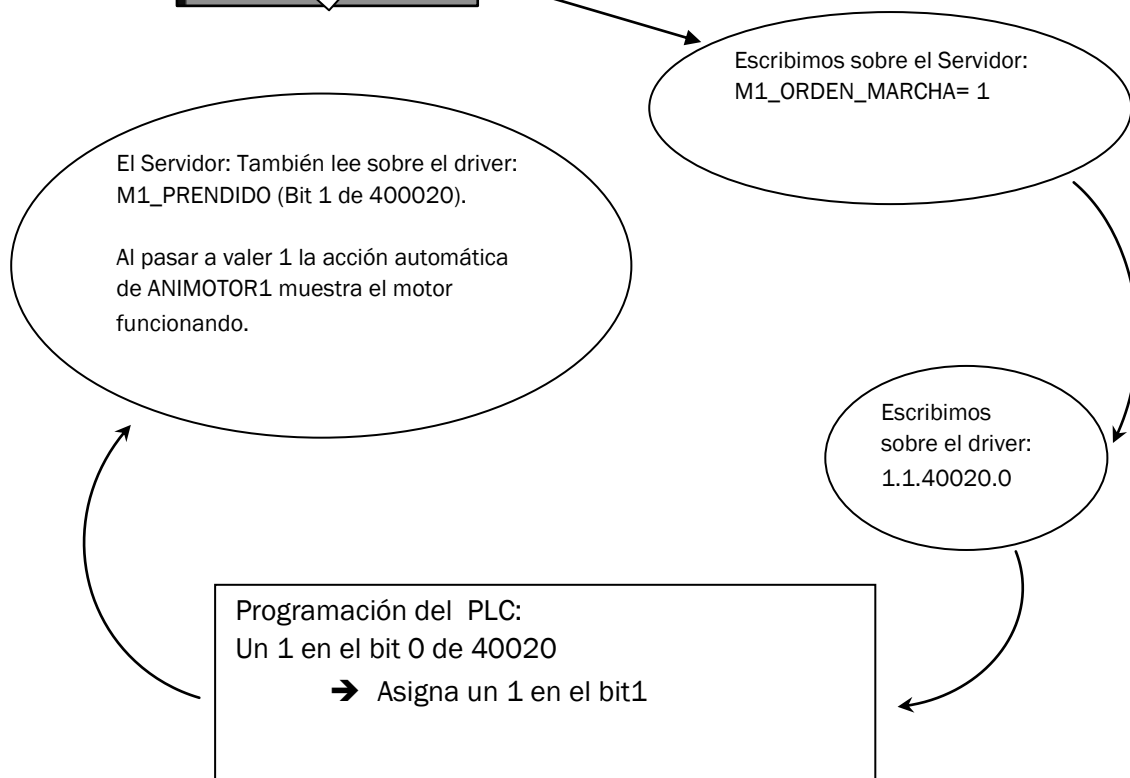 Escribimos sobre el Servidor:
M1_ORDEN_MARCHA= 1
El Servidor: También lee sobre el driver:
M1_PRENDIDO (Bit 1 de 400020).
Al pasar a valer 1 la acción automática
de ANIMOTOR1 muestra el motor
funcionando.
Escribimos
sobre el driver:
1.1.40020.0
Programación del PLC:
Un 1 en el bit 0 de 40020
➔ Asigna un 1 en el bit1